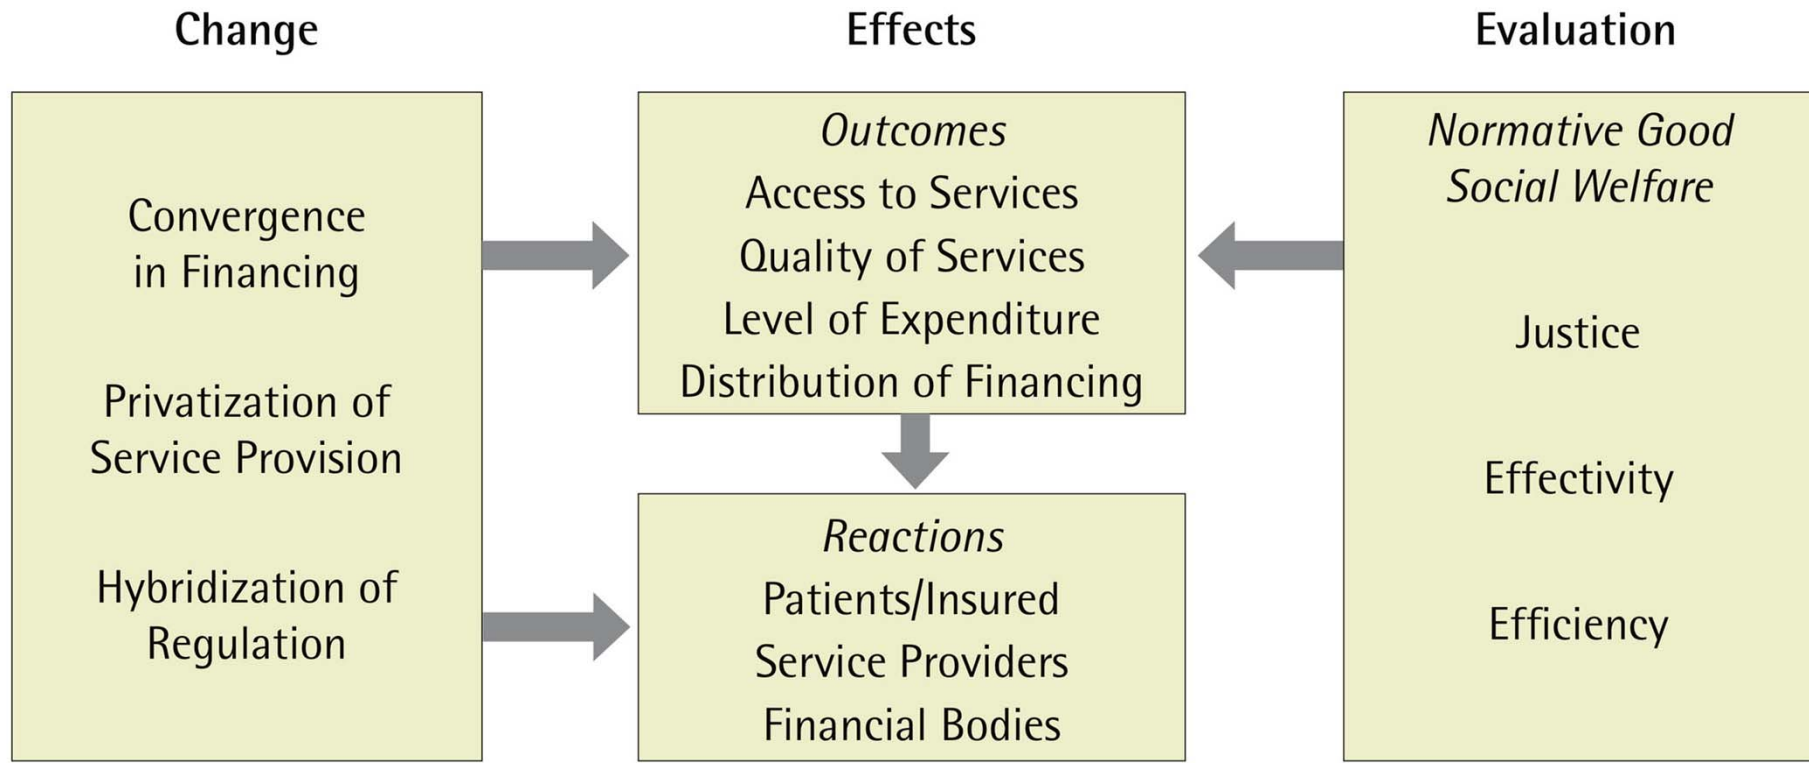 Change
Convergence
in Financing
Privatization of
Service Provision
Hybridization of
Regulation
Effects
Outcomes
Access to Services
Quality of Services
Level of Expenditure
Distribution of Financing
Reactions
Patients/Insured
Service Providers
Financial Bodies
Evaluation
Normative Good
Social Welfare
Justice
Effectivity
Efficiency